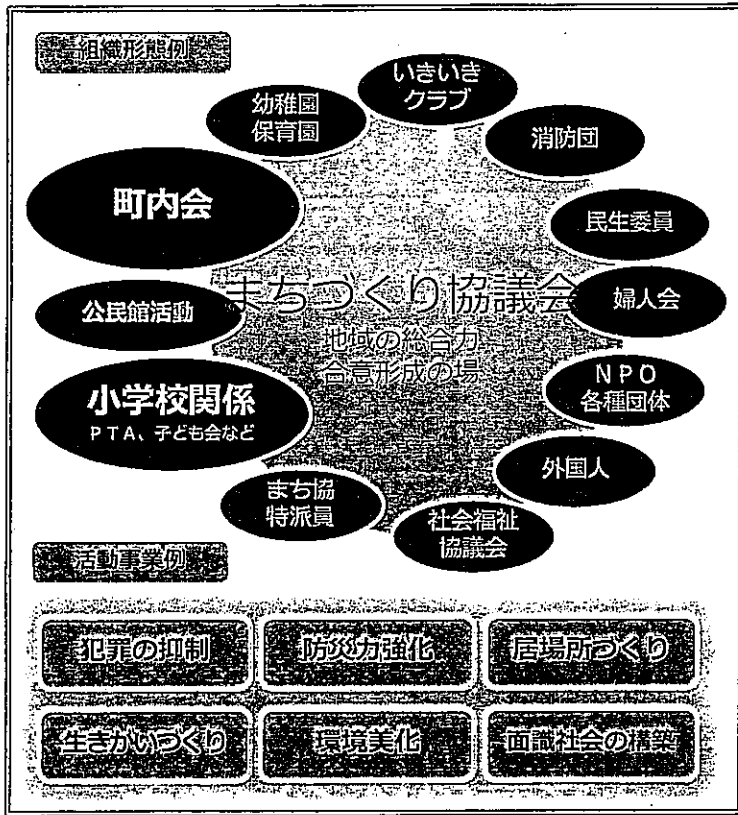 組織形態例
いきいき
クラブ
幼稚園
保育園
消防団
町内会
民生委員
まちづくり協議会
地域の総合力
合意形成の場
婦人会
公民館活動
NPO
各種団体
小学校関係
PTA、子ども会など
外国人
まち協
特派員
社会福祉
協議会
活動事業例
犯罪の抑制
防災力強化
居場所づくり
生きがいづくり
環境美化
面識社会の構築